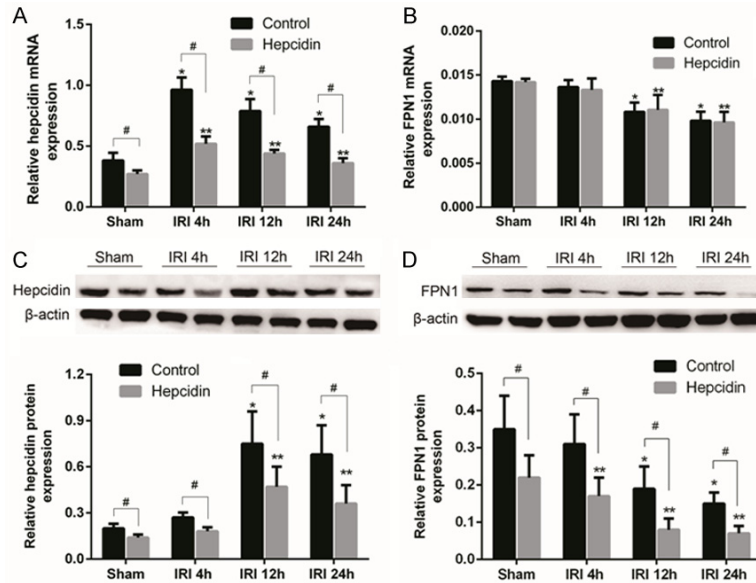 A
Relative hepcidin mRNA
expression
1.5
1.0
0.5
0.0
Control
Hepcidin
#
#
#
#
*
**
*
**
*
**
Sham
IRI 4h
IRI 12h
IRI 24h
B
Relative FPN1 mRNA
expression
0.020
0.015
0.010
0.005
0.000
Control
Hepcidin
*
**
*
**
Sham
IRI 4h
IRI 12h
IRI 24h
C
Sham
IRI 4h
IRI 12h
IRI 24h
Hepcidin
β-actin
Relative hepcidin protein
expression
1.2
0.9
0.6
0.3
0.0
Control
Hepcidin
#
#
#
#
*
**
*
**
Sham
IRI 4h
IRI 12h
IRI 24h
D
Sham
IRI 4h
IRI 12h
IRI 24h
FPN1
β-actin
Relative FPN1 protein
expression
0.5
0.4
0.3
0.2
0.1
0.0
Control
Hepcidin
#
#
#
#
**
*
**
*
**
Sham
IRI 4h
IRI 12h
IRI 24h